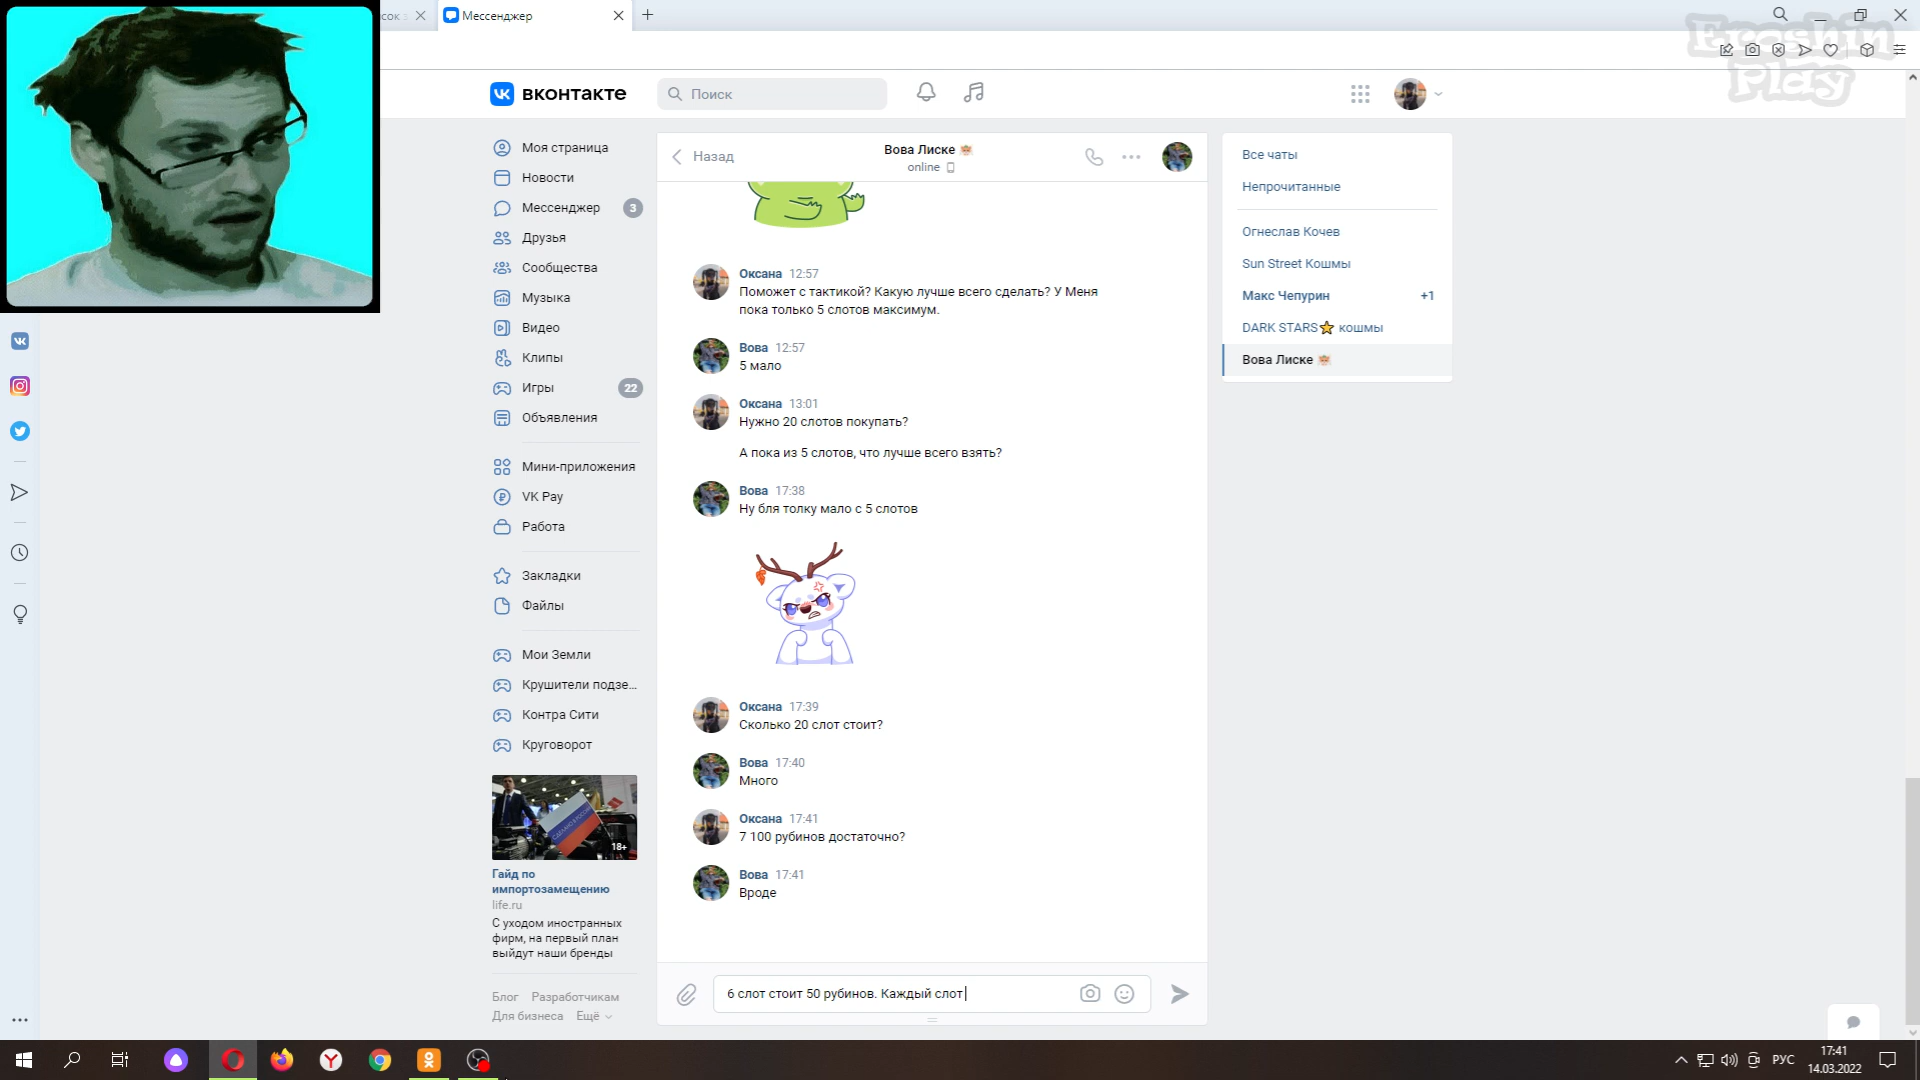 Мессенджер
Eroshin
Play
вконтакте
Поиск
Моя страница
Новости
Мессенджер 3
Друзья
Сообщества
Музыка
Видео
Клипы
Игры 22
Объявления
Мини-приложения
VK Pay
Работа
Закладки
Файлы
Мои Земли
Крушители подзе...
Контра Сити
Круговорот
18+
Гайд по
импортозамещению
life.ru
С уходом иностранных
фирм, на первый план
выйдут наши бренды
Блог Разработчикам
Для бизнеса Ещё
Назад
Вова Лиске
online
Оксана 12:57
Поможет с тактикой? Какую лучше всего сделать? У Меня
пока только 5 слотов максимум.
Вова 12:57
5 мало
Оксана 13:01
Нужно 20 слотов покупать?
А пока из 5 слотов, что лучше всего взять?
Вова 17:38
Ну бля толку мало с 5 слотов
Оксана 17:39
Сколько 20 слот стоит?
Вова 17:40
Много
Оксана 17:41
7 100 рубинов достаточно?
Вова 17:41
Вроде
6 слот стоит 50 рубинов. Каждый слот
Все чаты
Непрочитанные
Огнеслав Кочев
Sun Street Кошмы
Макс Чепурин +1
DARK STARS⭐ кошмы
Вова Лиске
РУС
17:41
14.03.2022